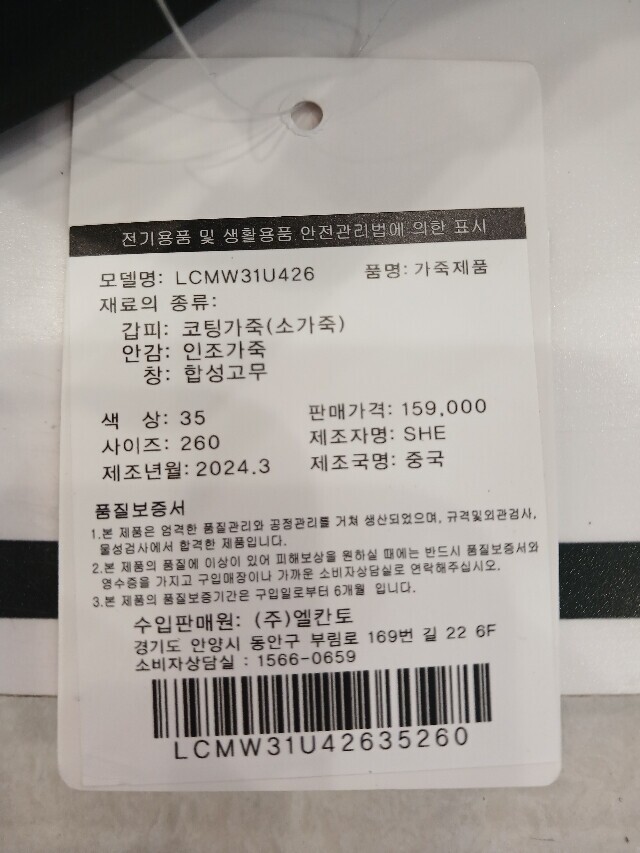 전기용품 및 생활용품 안전관리법에 의한 표시
모델명: LCMW31U426 품명: 가죽제품
재료의 종류:
갑피: 코팅가죽(소가죽)
안감: 인조가죽
창: 합성고무
색 상: 35 판매가격: 159,000
사이즈: 260 제조자명: SHE
제조년월: 2024.3 제조국명: 중국
품질보증서
1.본 제품은 엄격한 품질관리와 공정관리를 거쳐 생산되었으며, 규격및외관검사,
물성검사에서 합격한 제품입니다.
2.본 제품의 품질에 이상이 있어 피해보상을 원하실 때에는 반드시 품질보증서와
영수증을 가지고 구입매장이나 가까운 소비자상담실로 연락해주십시오.
3.본 제품의 품질보증기간은 구입일로부터 6개월 입니다.
수입판매원: (주)엘칸토
경기도 안양시 동안구 부림로 169번 길 22 6F
소비자상담실 : 1566-0659
LCMW31U42635260